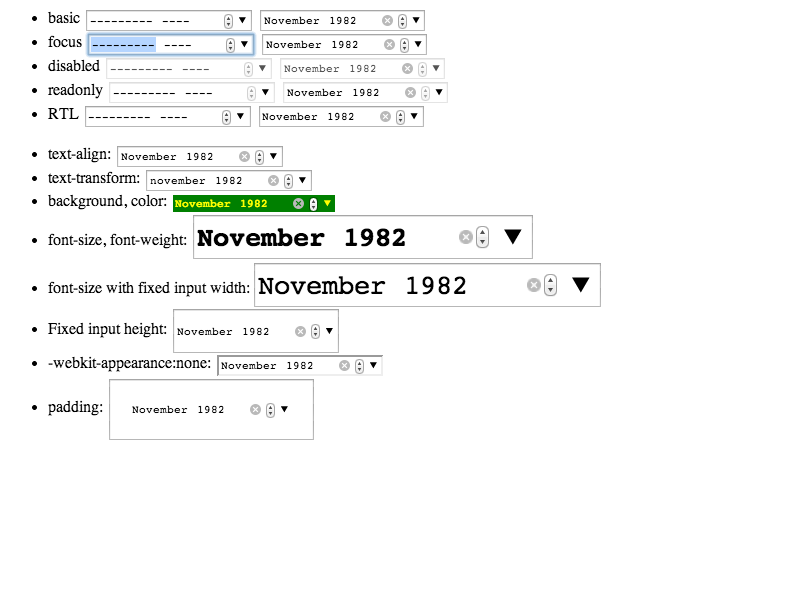 basic --------- ---- November 1982
focus --------- ---- November 1982
disabled --------- ---- November 1982
readonly --------- ---- November 1982
RTL --------- ---- November 1982
text-align: November 1982
text-transform: november 1982
background, color: November 1982
font-size, font-weight: November 1982
font-size with fixed input width: November 1982
Fixed input height: November 1982
-webkit-appearance:none: November 1982
padding: November 1982